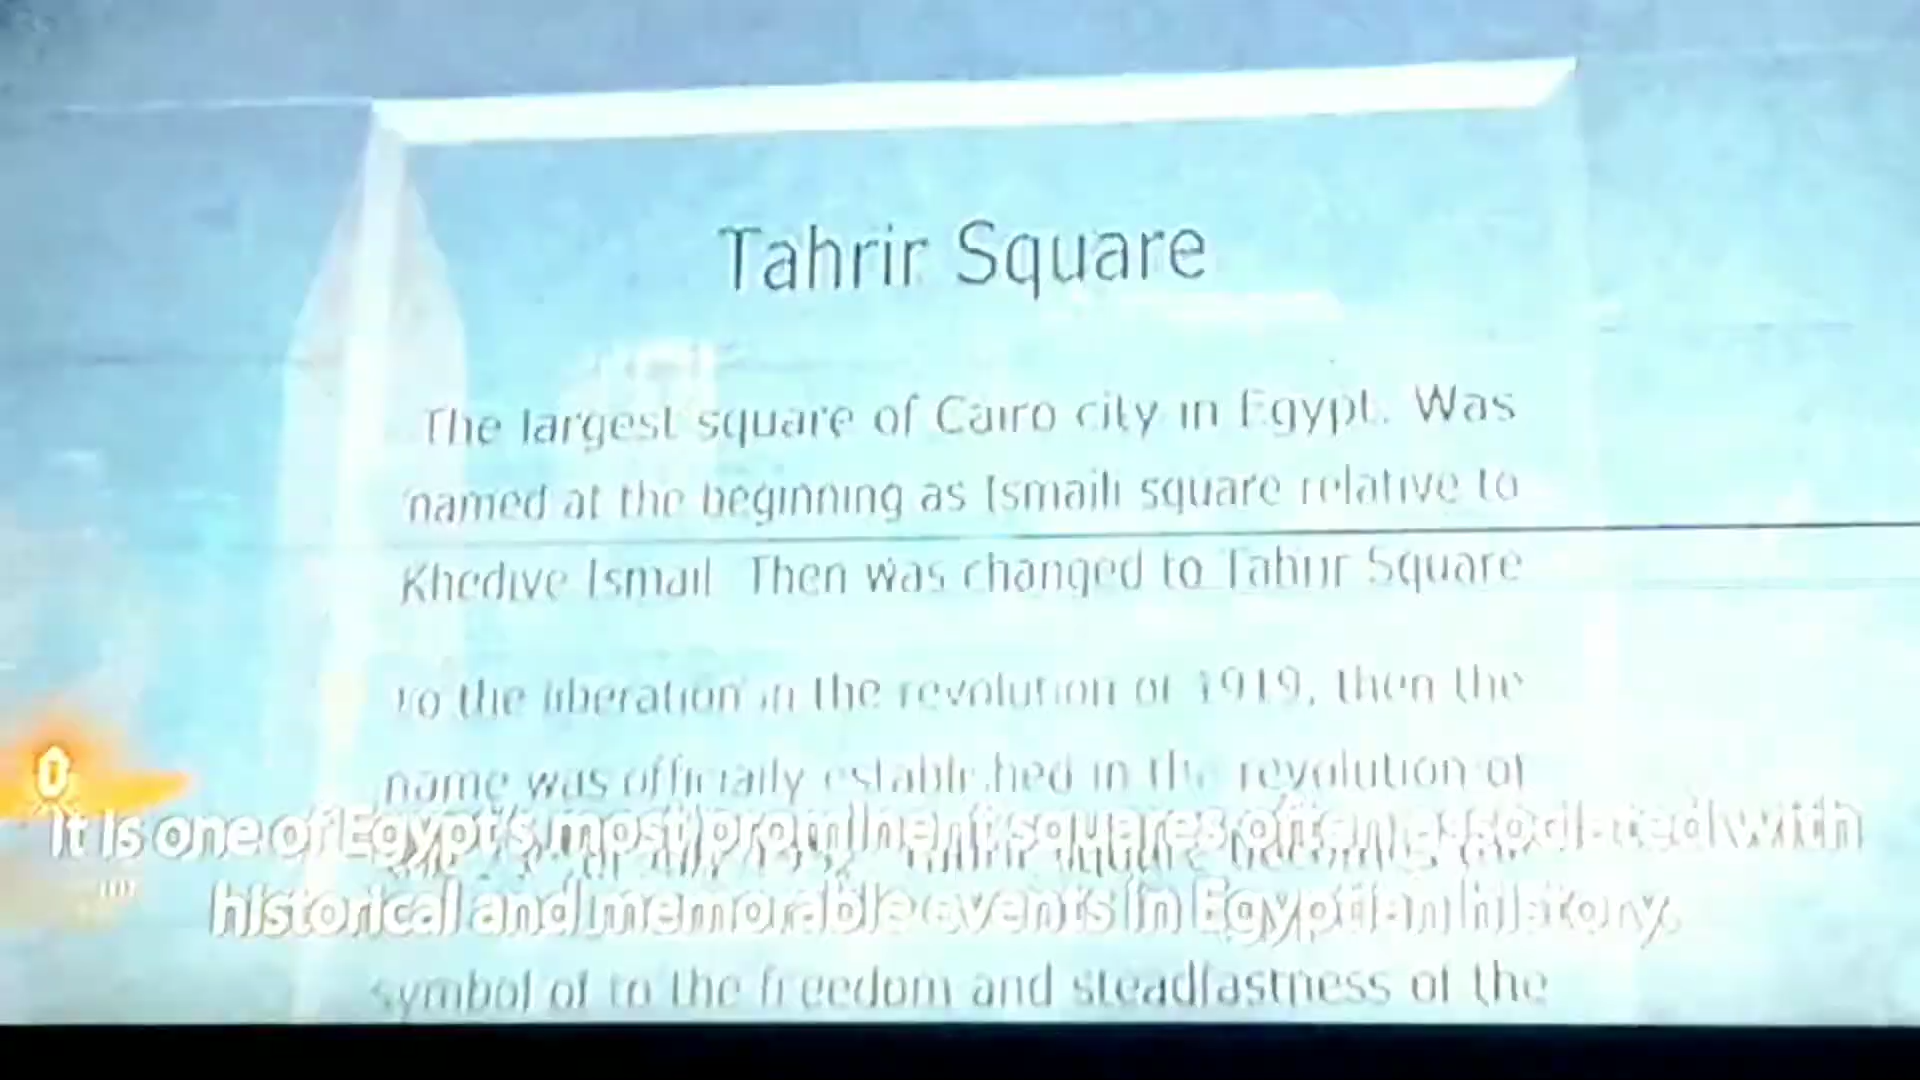 Tahrir Square
The largest square of Cairo city in Egypt. Was
named at the beginning as Ismaili square relative to
Khedive Ismail Then was changed to Tahrir Square
to the liberation in the revolution of 1919, then the
name was officially established in the revolution of
It is one of Egypt's most prominent squares often associated with
historical and memorable events in Egyptian history.
symbol of to the freedom and steadfastness of the